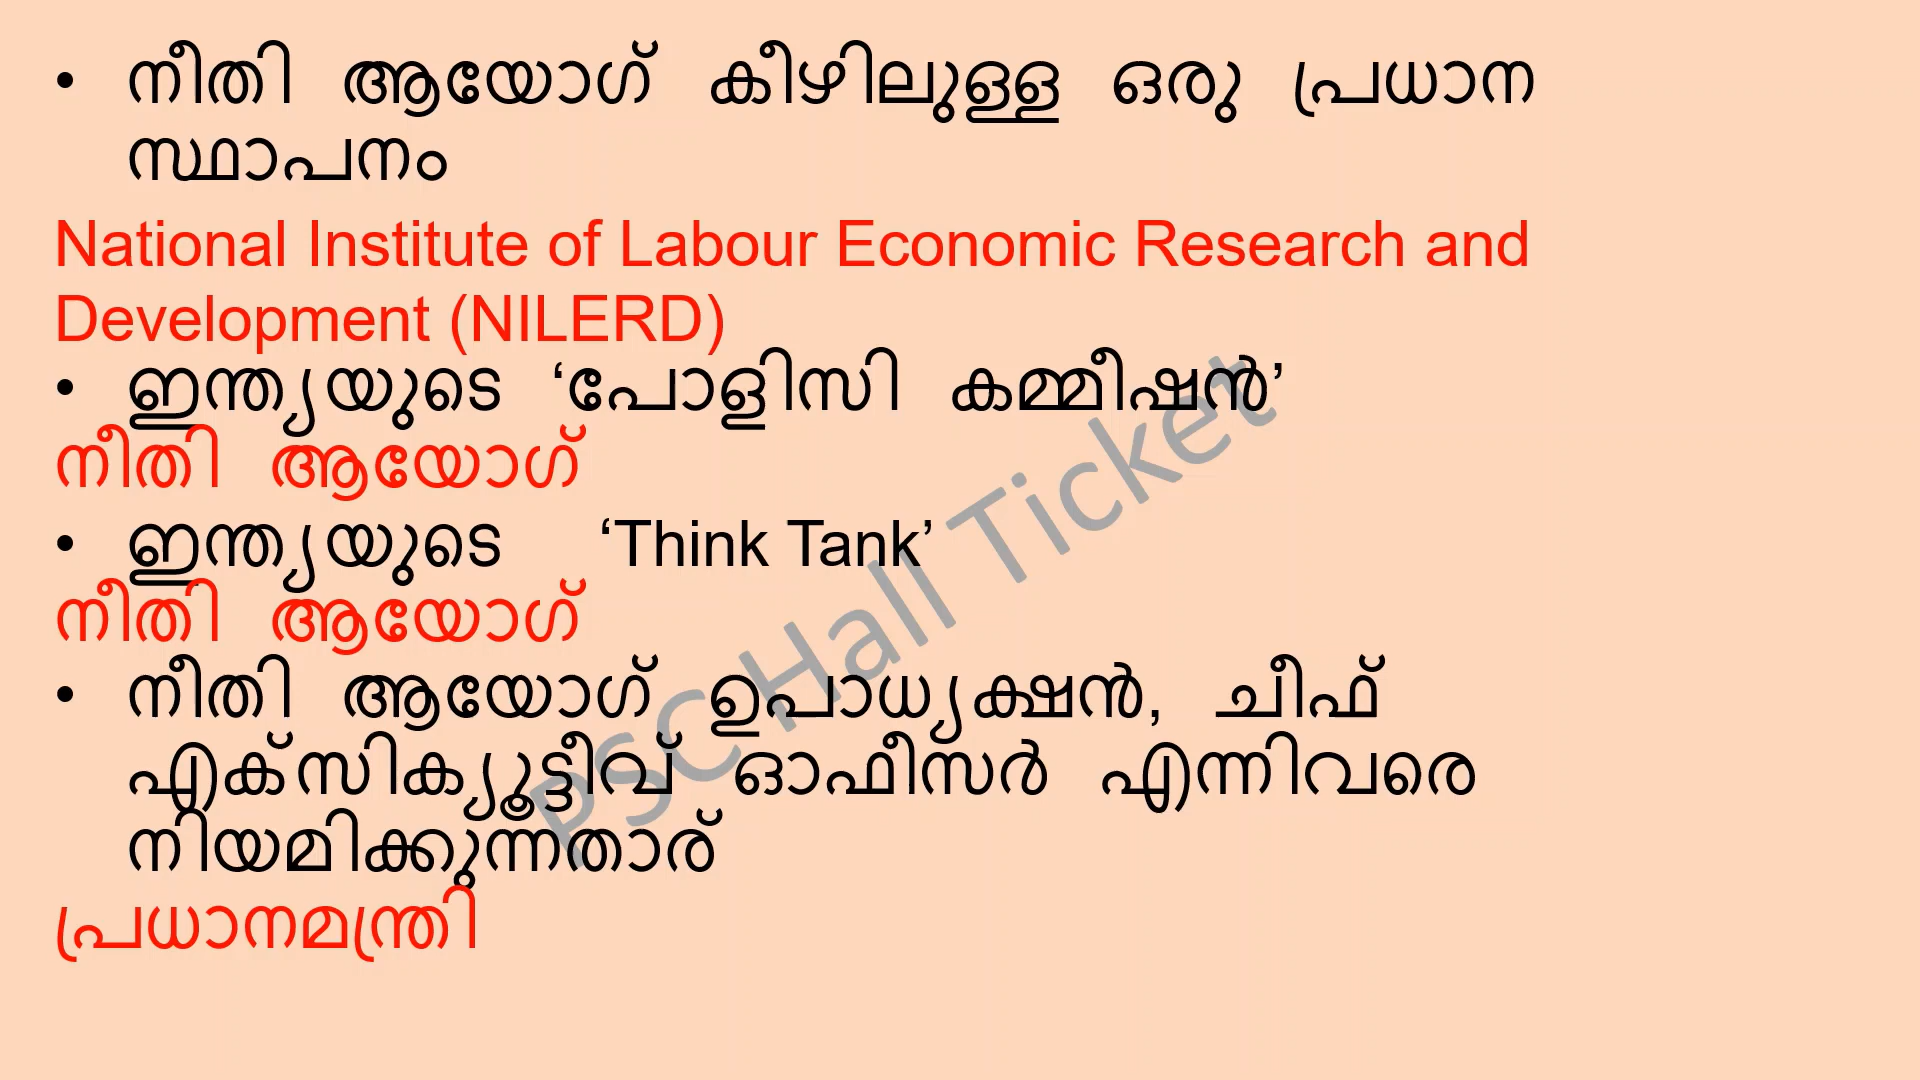 • നീതി ആയോഗ് കീഴിലുള്ള ഒരു പ്രധാന
സ്ഥാപനം
National Institute of Labour Economic Research and
Development (NILERD)
• ഇന്ത്യയുടെ ‘പോളിസി കമ്മീഷൻ’
നീതി ആയോഗ്
• ഇന്ത്യയുടെ ‘Think Tank’
നീതി ആയോഗ്
• നീതി ആയോഗ് ഉപാധ്യക്ഷൻ, ചീഫ്
എക്സിക്യൂട്ടീവ് ഓഫീസർ എന്നിവരെ
നിയമിക്കുന്നതാര്
പ്രധാനമന്ത്രി
PSC Hall Ticket